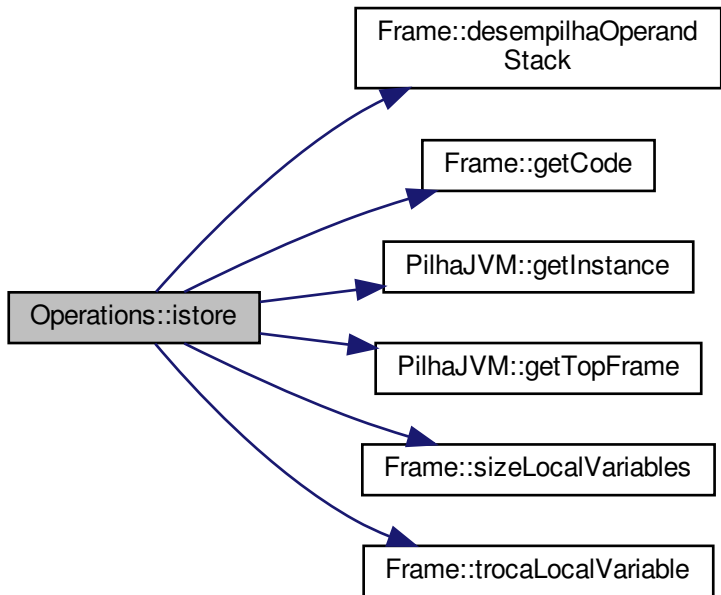 Frame::desempilhaOperand
Stack
Frame::getCode
PilhaJVM::getInstance
Operations::istore
PilhaJVM::getTopFrame
Frame::sizeLocalVariables
Frame::trocaLocalVariable